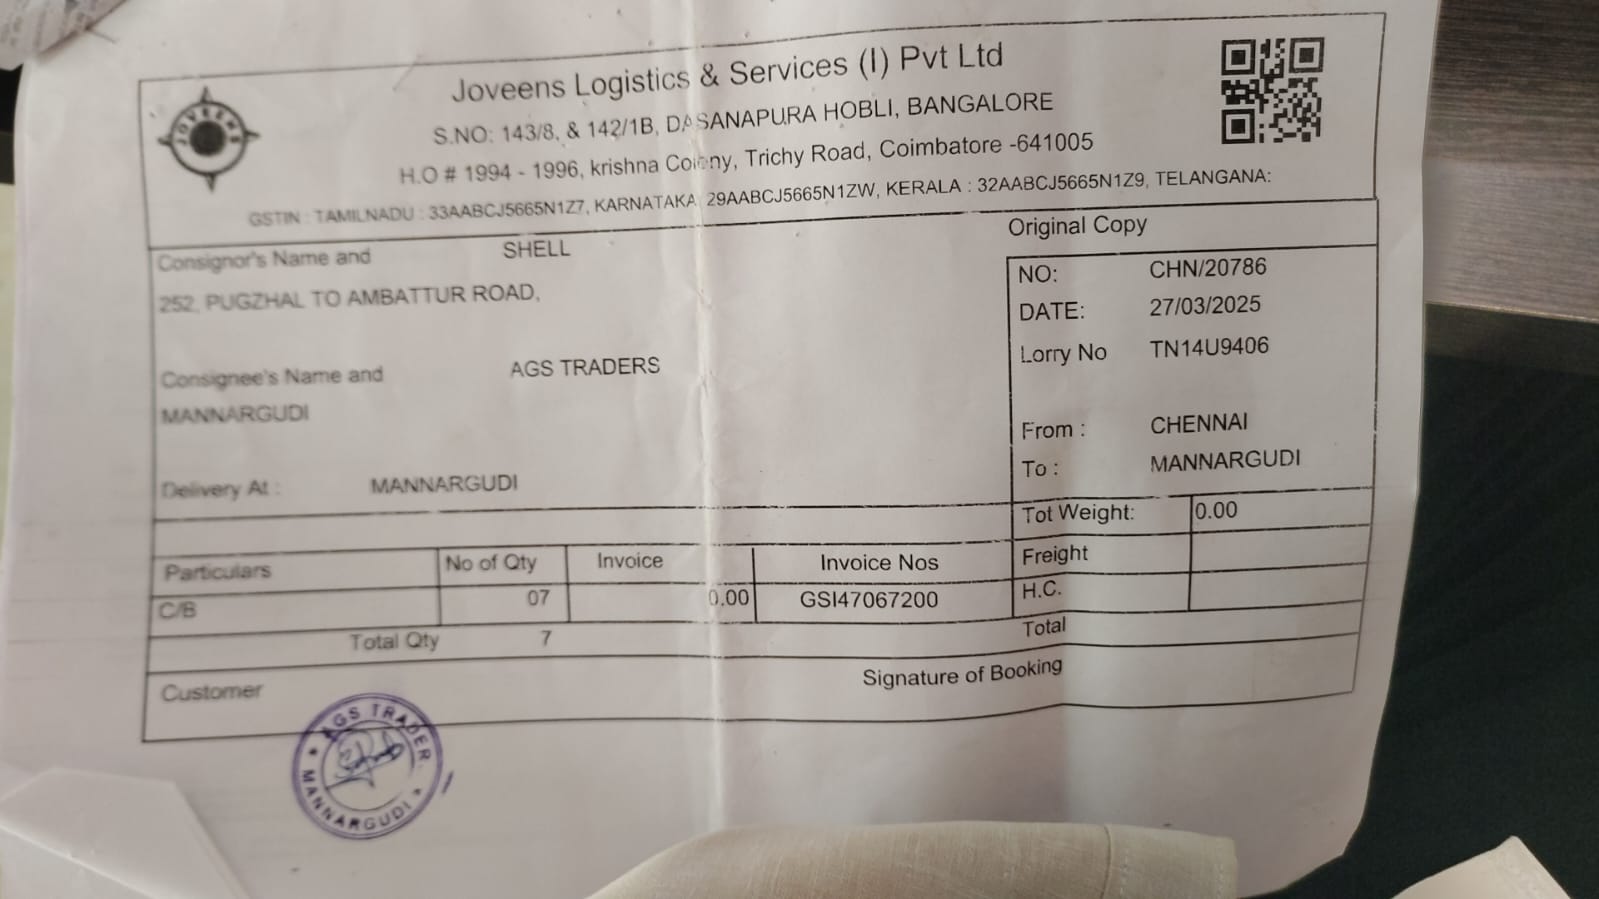 Joveens Logistics & Services (I) Pvt Ltd
S.NO: 143/8, & 142/1B, DASANAPURA HOBLI, BANGALORE
H.O # 1994 - 1996, krishna Colony, Trichy Road, Coimbatore -641005
GSTIN : TAMILNADU : 33AABCJ5665N1Z7, KARNATAKA 29AABCJ5665N1ZW, KERALA : 32AABCJ5665N1Z9, TELANGANA:
JOVEENS
Original Copy
Consignor's Name and SHELL
252, PUGZHAL TO AMBATTUR ROAD,
Consignee's Name and AGS TRADERS
MANNARGUDI
Delivery At : MANNARGUDI
NO: CHN/20786
DATE: 27/03/2025
Lorry No TN14U9406
From : CHENNAI
To : MANNARGUDI
Tot Weight: 0.00
Freight
H.C.
Total
Particulars No of Qty Invoice Invoice Nos
C/B 07 0.00 GSI47067200
Total Qty 7
Customer Signature of Booking
AGS TRADER
MANNARGUDI